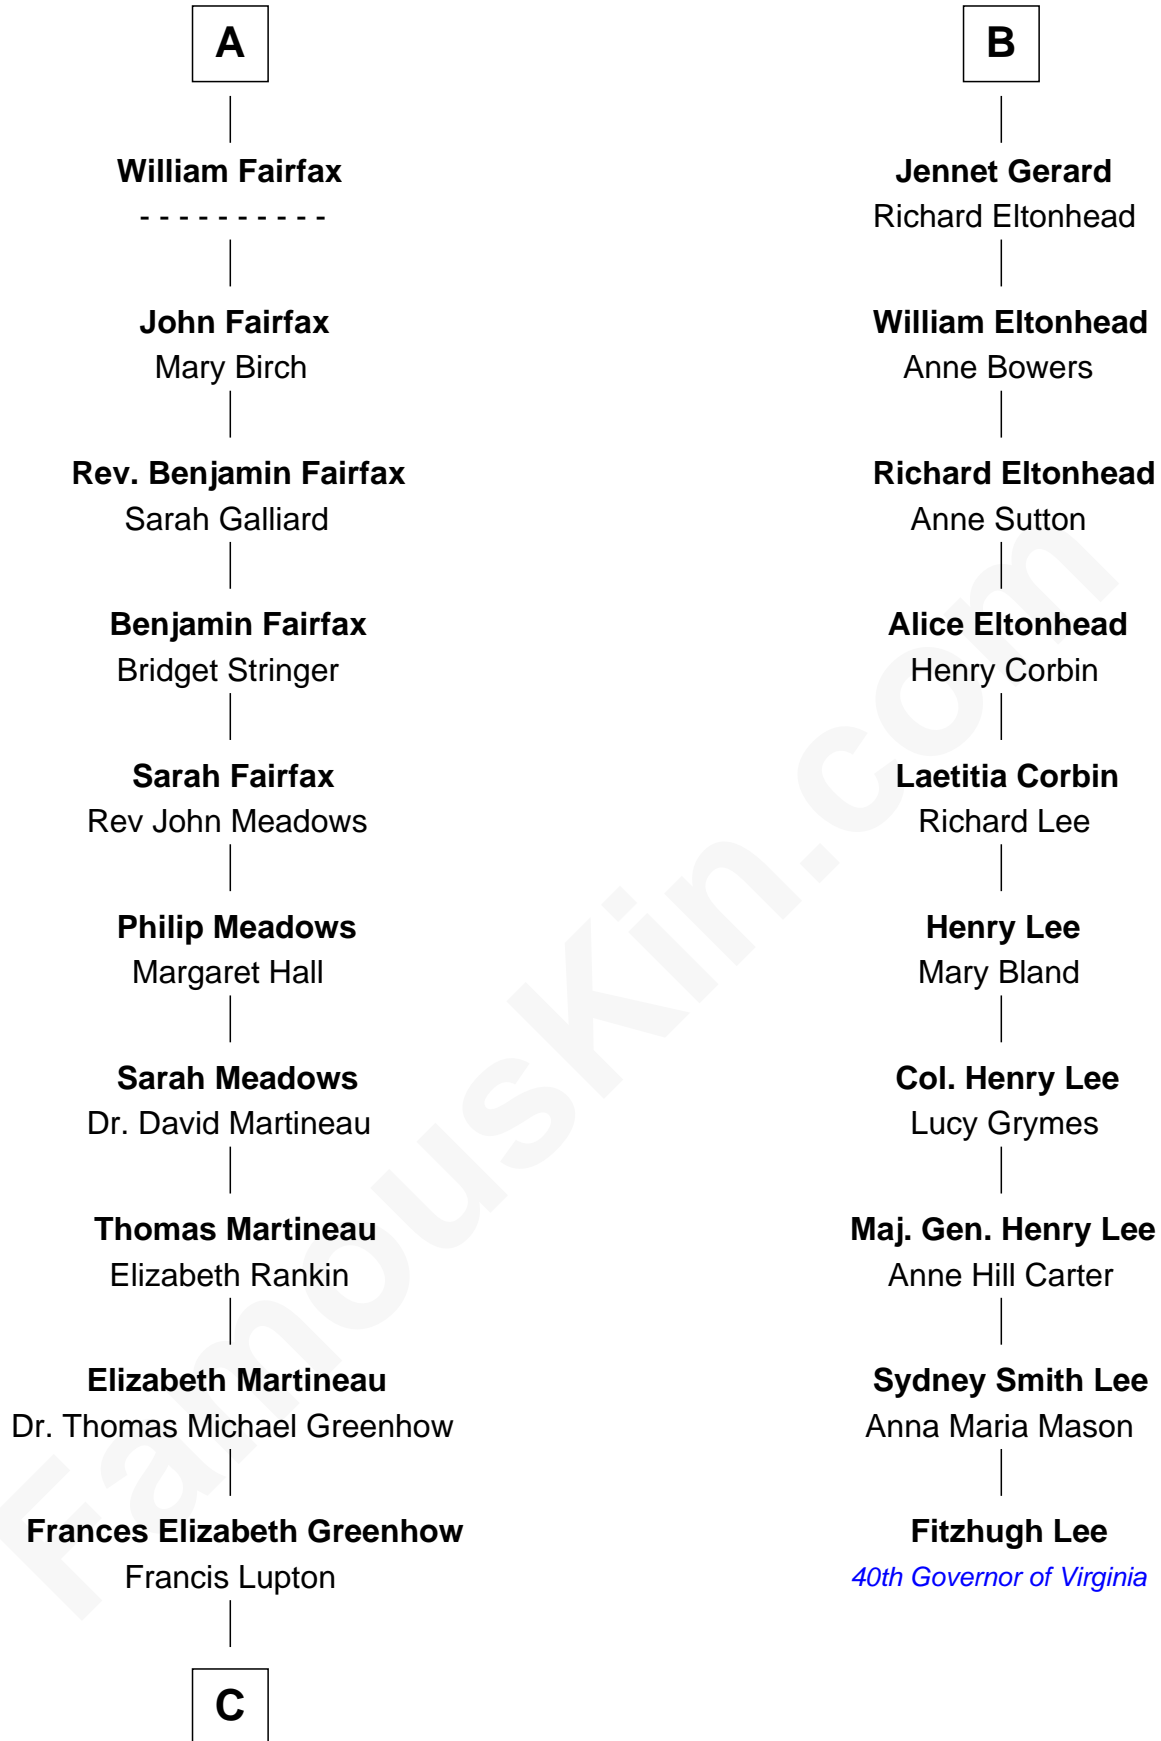 A
William Fairfax
- - - - - - - - - -
John Fairfax
Mary Birch
Rev. Benjamin Fairfax
Sarah Galliard
Benjamin Fairfax
Bridget Stringer
Sarah Fairfax
Rev John Meadows
Philip Meadows
Margaret Hall
Sarah Meadows
Dr. David Martineau
Thomas Martineau
Elizabeth Rankin
Elizabeth Martineau
Dr. Thomas Michael Greenhow
Frances Elizabeth Greenhow
Francis Lupton
C
B
Jennet Gerard
Richard Eltonhead
William Eltonhead
Anne Bowers
Richard Eltonhead
Anne Sutton
Alice Eltonhead
Henry Corbin
Laetitia Corbin
Richard Lee
Henry Lee
Mary Bland
Col. Henry Lee
Lucy Grymes
Maj. Gen. Henry Lee
Anne Hill Carter
Sydney Smith Lee
Anna Maria Mason
Fitzhugh Lee
40th Governor of Virginia
FamousKin.com